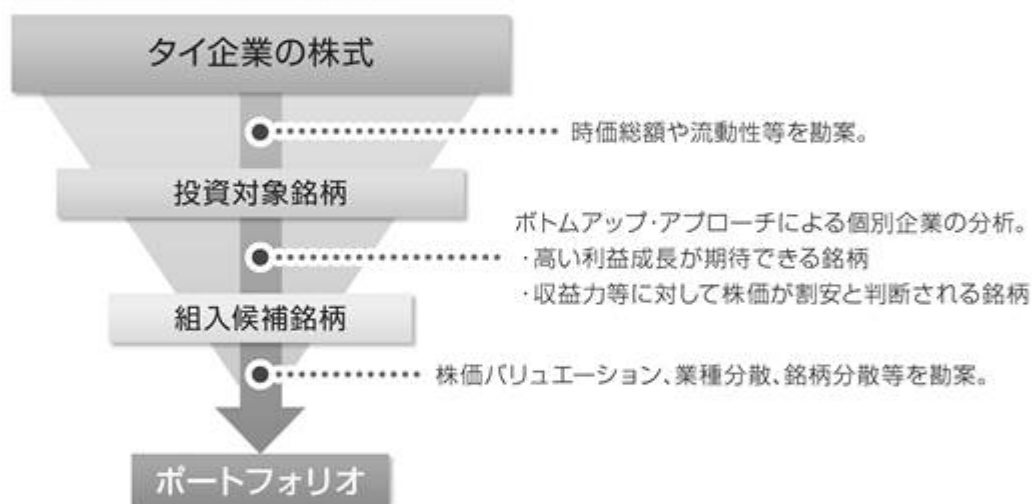 タイ企業の株式
時価総額や流動性等を勘案。
投資対象銘柄
ボトムアップ・アプローチによる個別企業の分析。
・高い利益成長が期待できる銘柄
・収益力等に対して株価が割安と判断される銘柄
組入候補銘柄
株価バリュエーション、業種分散、銘柄分散等を勘案。
ポートフォリオ